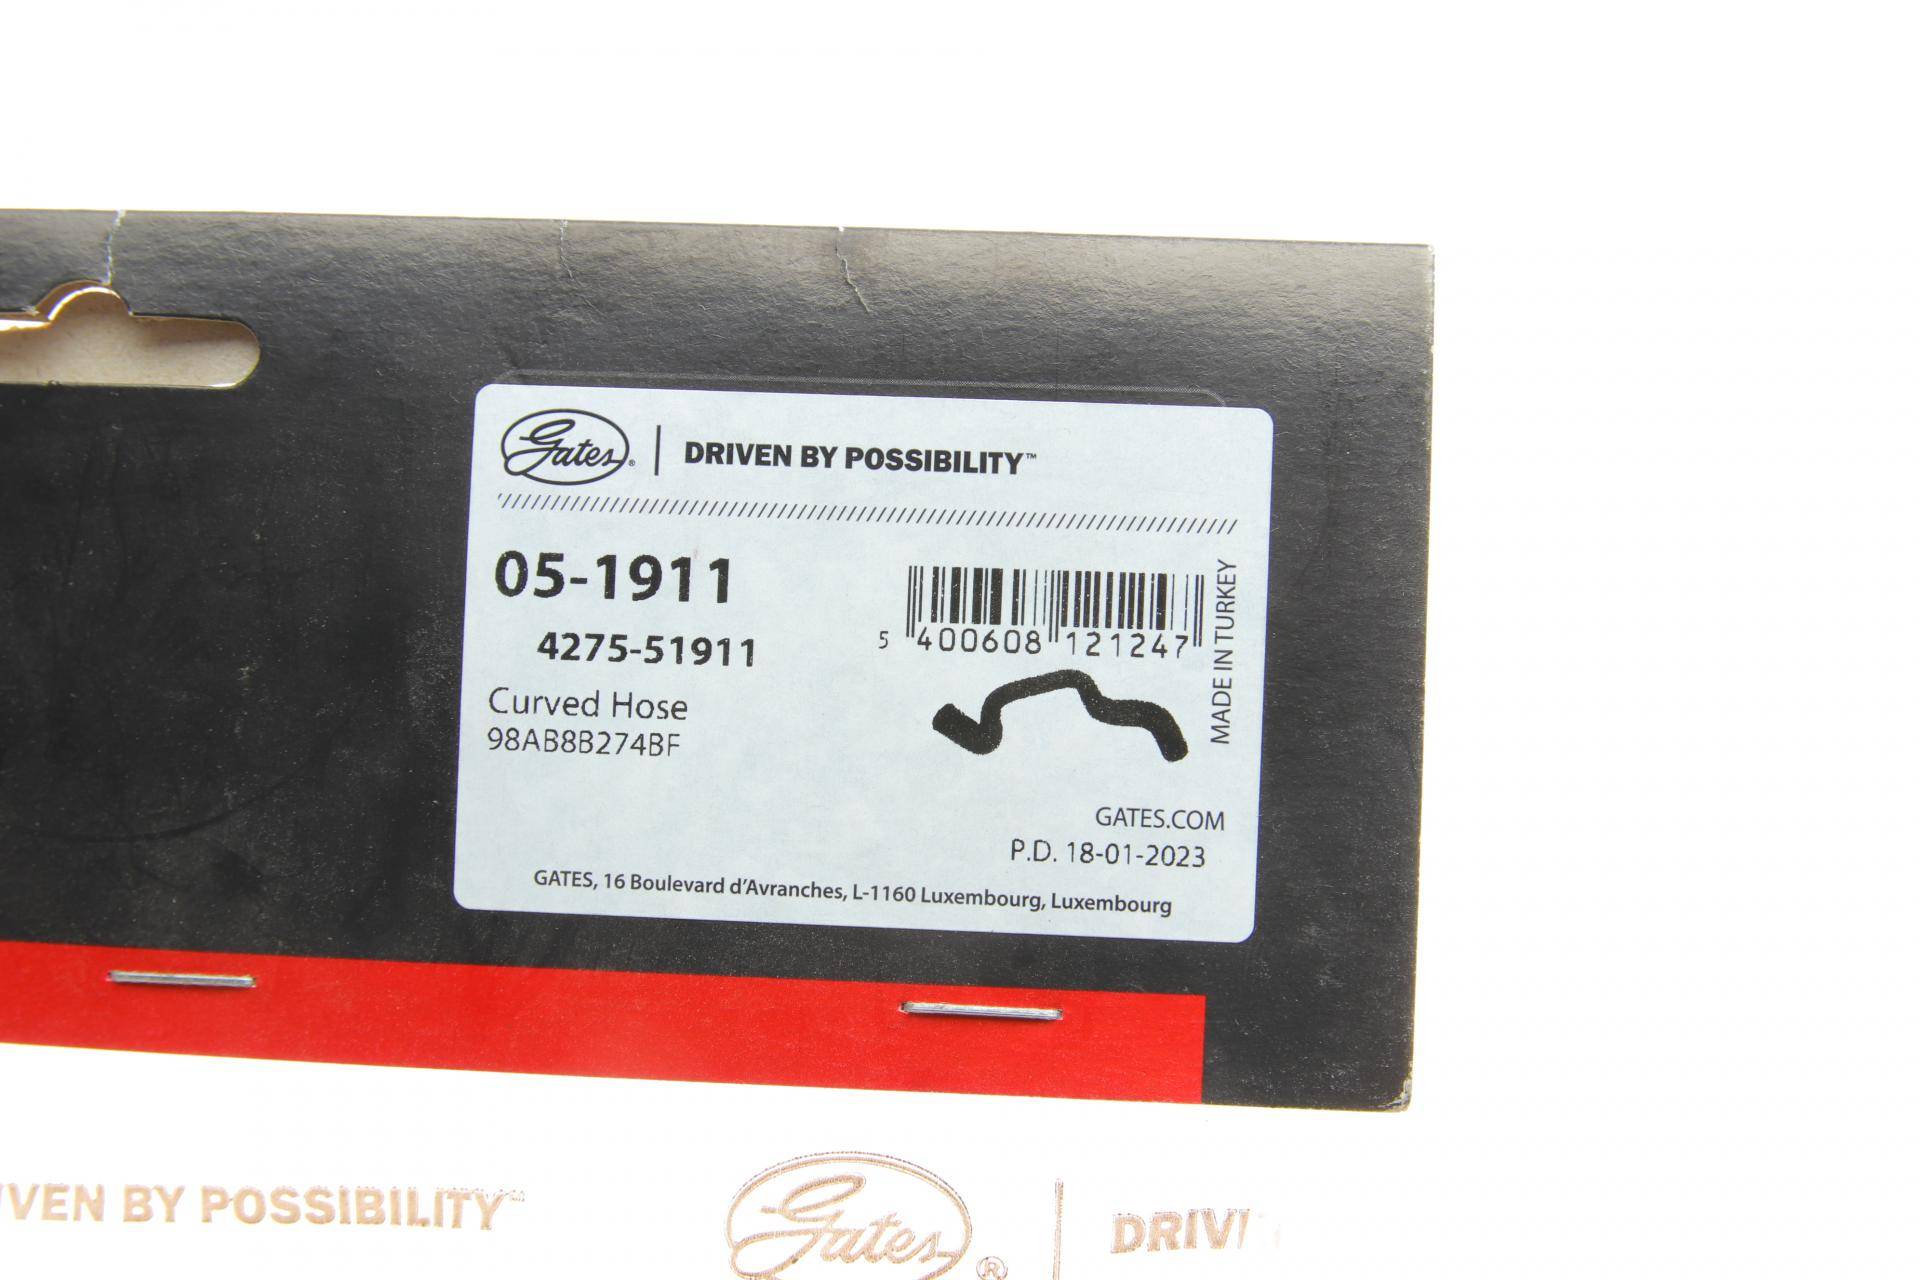 Gates® | DRIVEN BY POSSIBILITY™
05-1911
4275-51911
Curved Hose
98AB8B274BF
5 400608 121247
MADE IN TURKEY
GATES.COM
P.D. 18-01-2023
GATES, 16 Boulevard d'Avranches, L-1160 Luxembourg, Luxembourg
VEN BY POSSIBILITY™ Gates® | DRIV